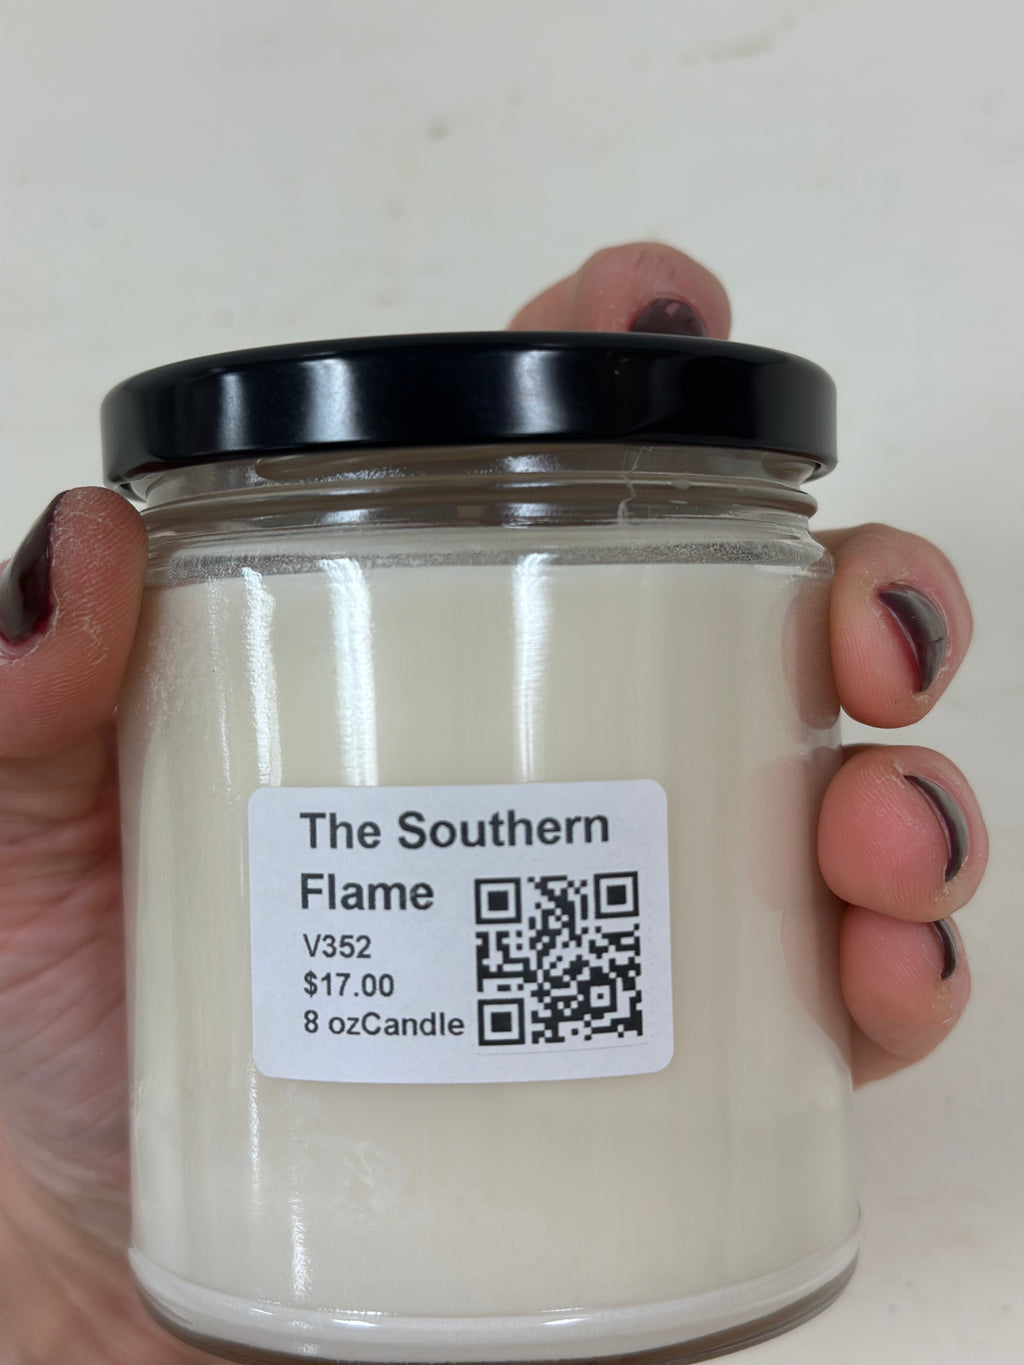 The Southern
Flame
V352
$17.00
8 ozCandle